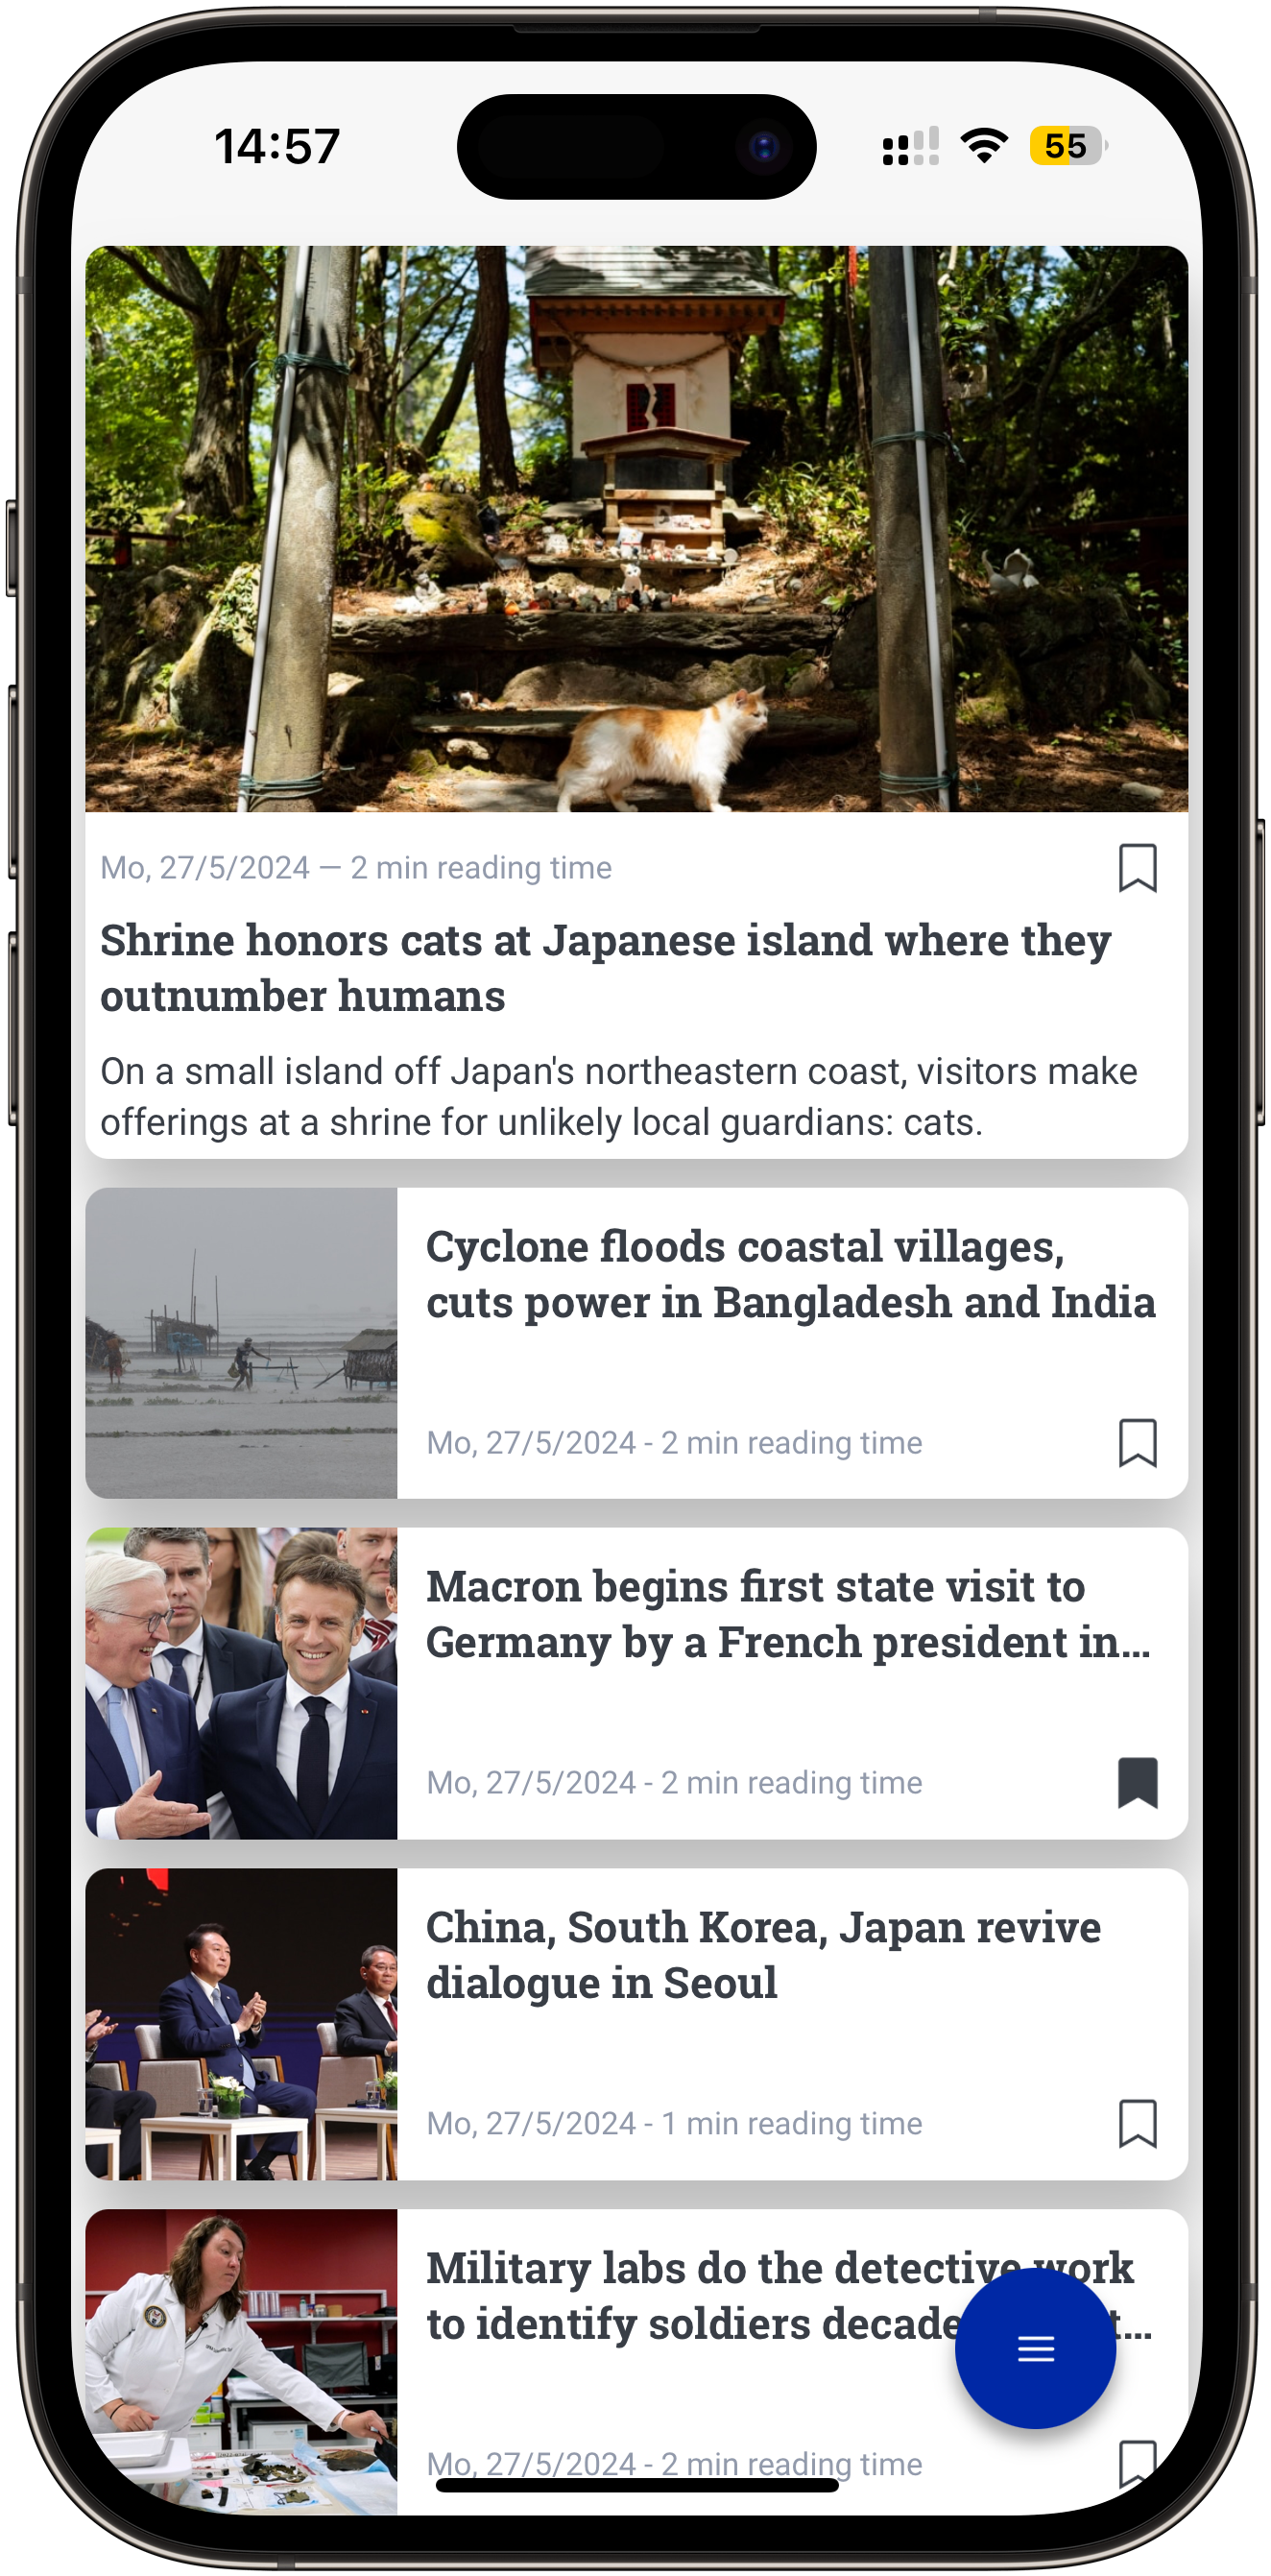 14:57
55
Mo, 27/5/2024 — 2 min reading time
Shrine honors cats at Japanese island where they
outnumber humans
On a small island off Japan's northeastern coast, visitors make
offerings at a shrine for unlikely local guardians: cats.
Cyclone floods coastal villages,
cuts power in Bangladesh and India
Mo, 27/5/2024 - 2 min reading time
Macron begins first state visit to
Germany by a French president in...
Mo, 27/5/2024 - 2 min reading time
China, South Korea, Japan revive
dialogue in Seoul
Mo, 27/5/2024 - 1 min reading time
Military labs do the detective work
to identify soldiers decade t...
Mo, 27/5/2024 - 2 min reading time